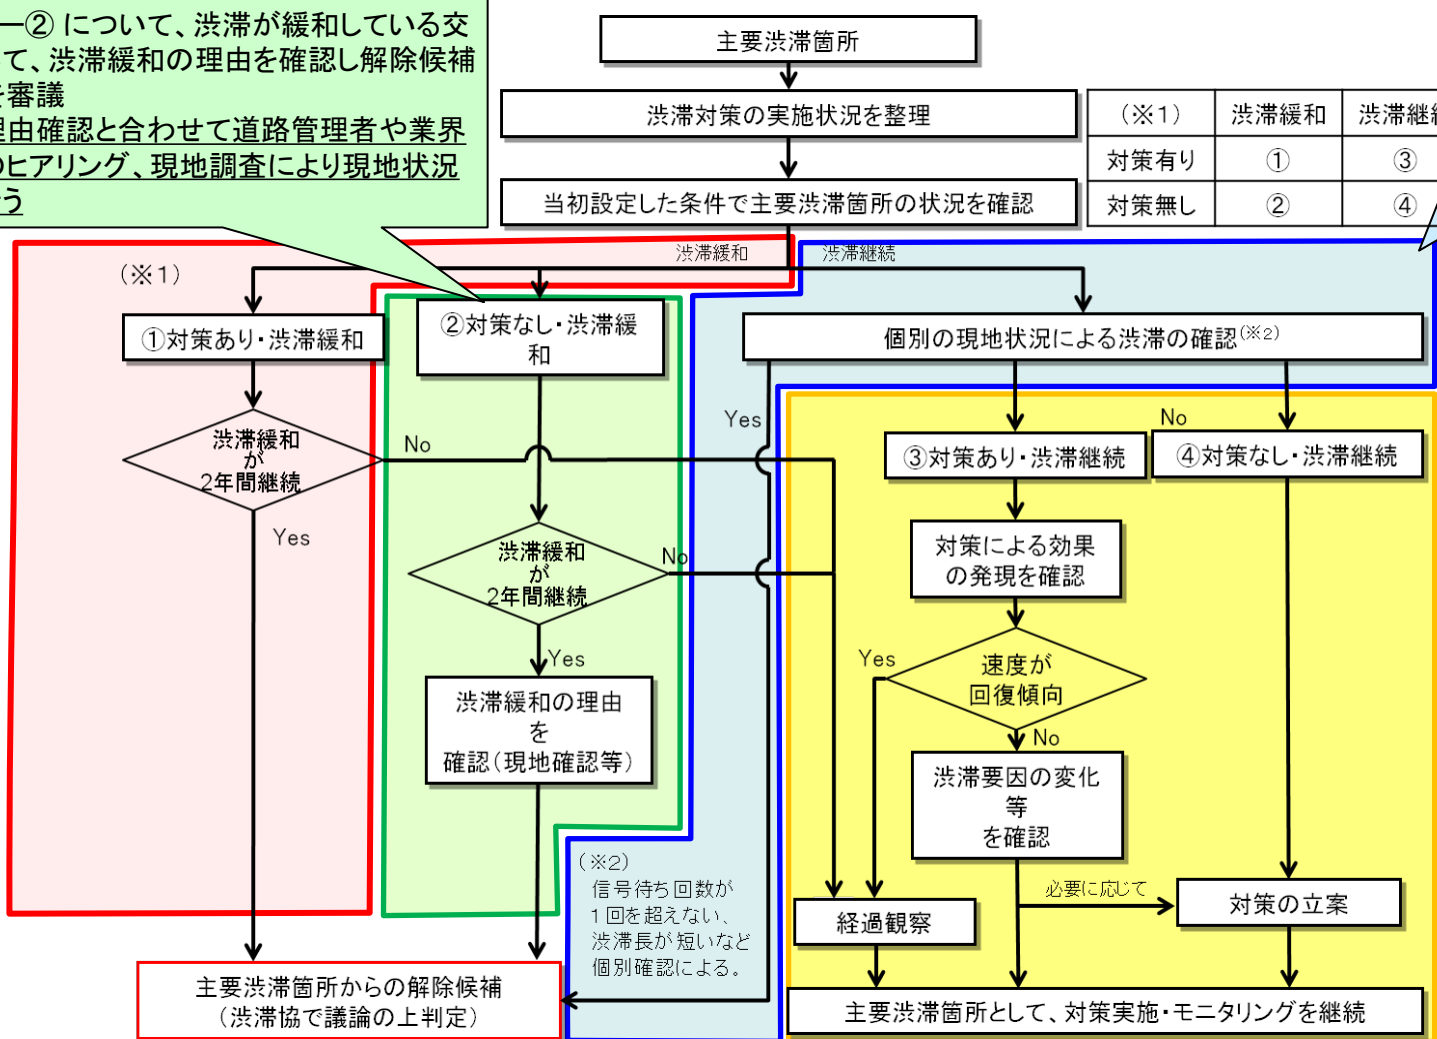 ―② について、渋滞が緩和している交
て、渋滞緩和の理由を確認し解除候補
を審議
理由確認と合わせて道路管理者や業界
のヒアリング、現地調査により現地状況
う
主要渋滞箇所
渋滞対策の実施状況を整理
当初設定した条件で主要渋滞箇所の状況を確認
(※1) 渋滞緩和 渋滞継続
対策有り ① ③
対策無し ② ④
渋滞緩和 渋滞継続
(※1)
①対策あり・渋滞緩和
②対策なし・渋滞緩
和
個別の現地状況による渋滞の確認(※2)
Yes
No
渋滞緩和
が
2年間継続
No
Yes
③対策あり・渋滞継続
④対策なし・渋滞継続
対策による効果
の発現を確認
渋滞緩和
が
2年間継続
No
Yes
速度が
回復傾向
Yes
No
渋滞緩和の理由
を
確認(現地確認等)
渋滞要因の変化
等
を確認
必要に応じて
対策の立案
経過観察
(※2)
信号待ち回数が
1回を超えない、
渋滞長が短いなど
個別確認による。
主要渋滞箇所からの解除候補
(渋滞協で議論の上判定)
主要渋滞箇所として、対策実施・モニタリングを継続